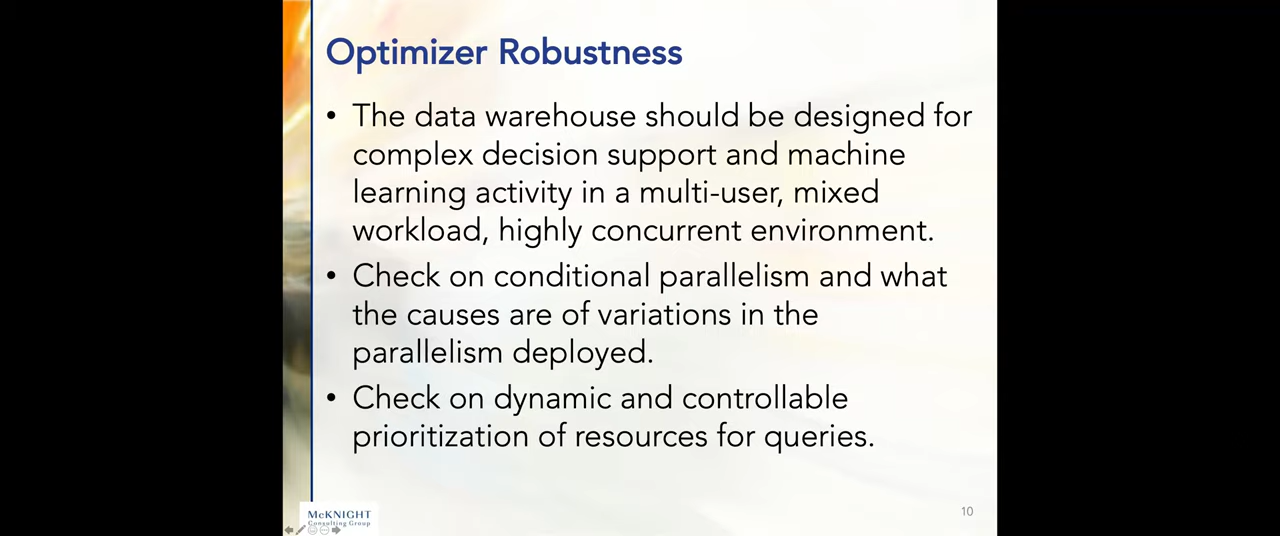 Optimizer Robustness
• The data warehouse should be designed for
complex decision support and machine
learning activity in a multi-user, mixed
workload, highly concurrent environment.
• Check on conditional parallelism and what
the causes are of variations in the
parallelism deployed.
• Check on dynamic and controllable
prioritization of resources for queries.
McKNIGHT
Consulting Group
10